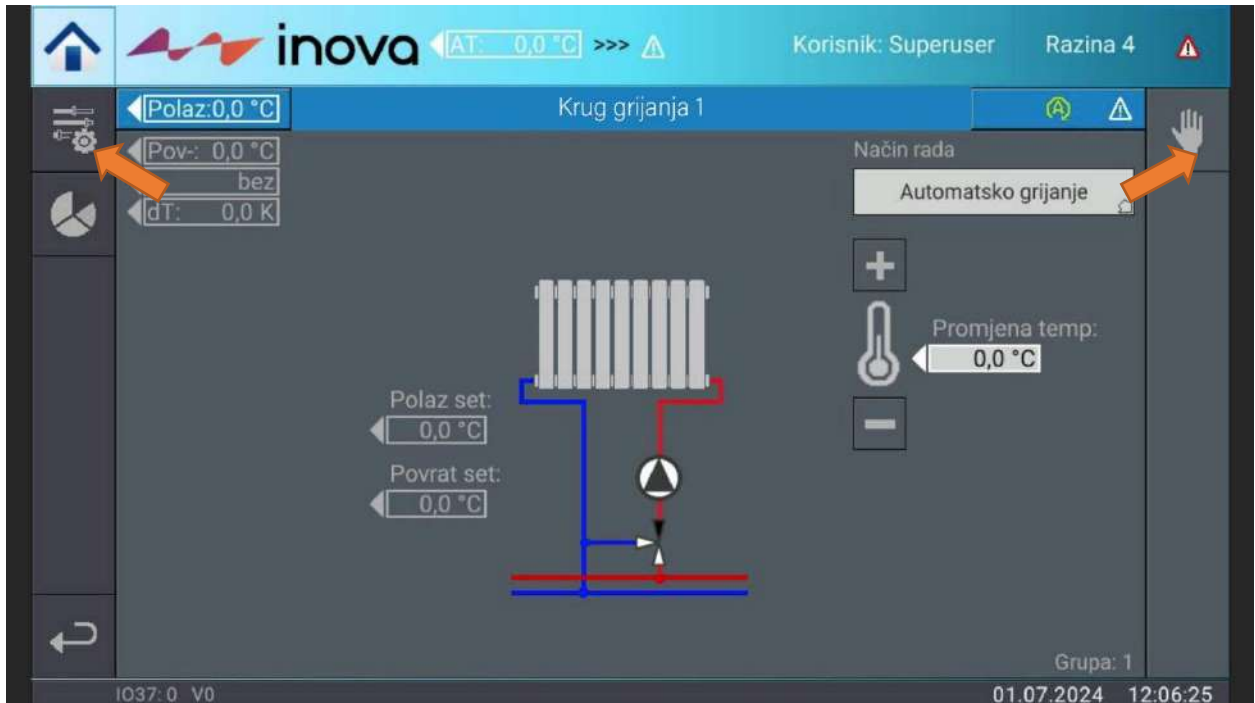 inova
AT: 0,0 °C >>>
Korisnik: Superuser
Razina 4
Polaz:0,0 °C
Krug grijanja 1
Pov-: 0,0 °C
bez
dT: 0,0 K
Način rada
Automatsko grijanje
Promjena temp:
0,0 °C
Polaz set:
0,0 °C
Povrat set:
0,0 °C
Grupa: 1
IO37: 0 V0
01.07.2024 12:06:25